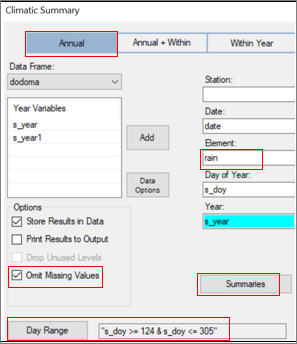 Climatic Summary
Annual
Annual + Within
Within Year
Data Frame:
dodoma
Year Variables
s_year
s_year1
Add
Data Options
Options
Store Results in Data
Print Results to Output
Drop Unused Levels
Omit Missing Values
Station:
Date:
date
Element:
rain
Day of Year:
s_doy
Year:
s_year
Summaries
Day Range
"s_doy >= 124 & s_doy <= 305"